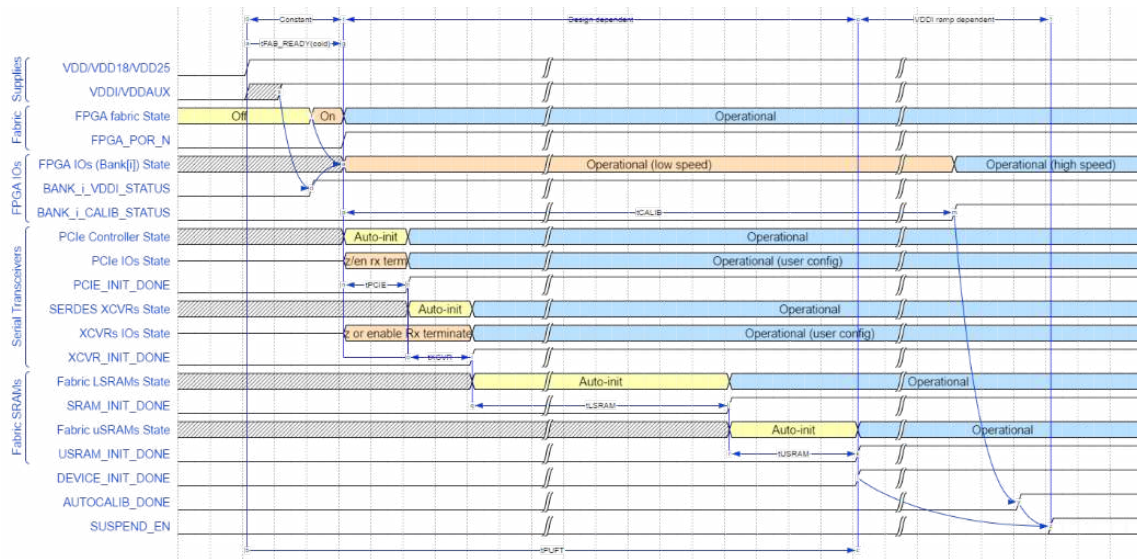 Constant Design dependent VDDI ramp dependent
tFAB_READY(cold)
Supplies
VDD/VDD18/VDD25
VDDI/VDDAUX
Fabric
FPGA fabric State Off On Operational
FPGA_POR_N
FPGA IOs
FPGA IOs (Bank[i]) State Operational (low speed) Operational (high speed)
BANK_i_VDDI_STATUS
BANK_i_CALIB_STATUS tCALIB
Serial Transceivers
PCIe Controller State Auto-init Operational
PCIe IOs State z/en rx term Operational (user config)
PCIE_INIT_DONE tPCIE
SERDES XCVRs State Auto-init Operational
XCVRs IOs State z or enable Rx terminate Operational (user config)
XCVR_INIT_DONE tXCVR
Fabric SRAMs
Fabric LSRAMs State Auto-init Operational
SRAM_INIT_DONE tLSRAM
Fabric uSRAMs State Auto-init Operational
USRAM_INIT_DONE tUSRAM
DEVICE_INIT_DONE
AUTOCALIB_DONE
SUSPEND_EN
tPUFT